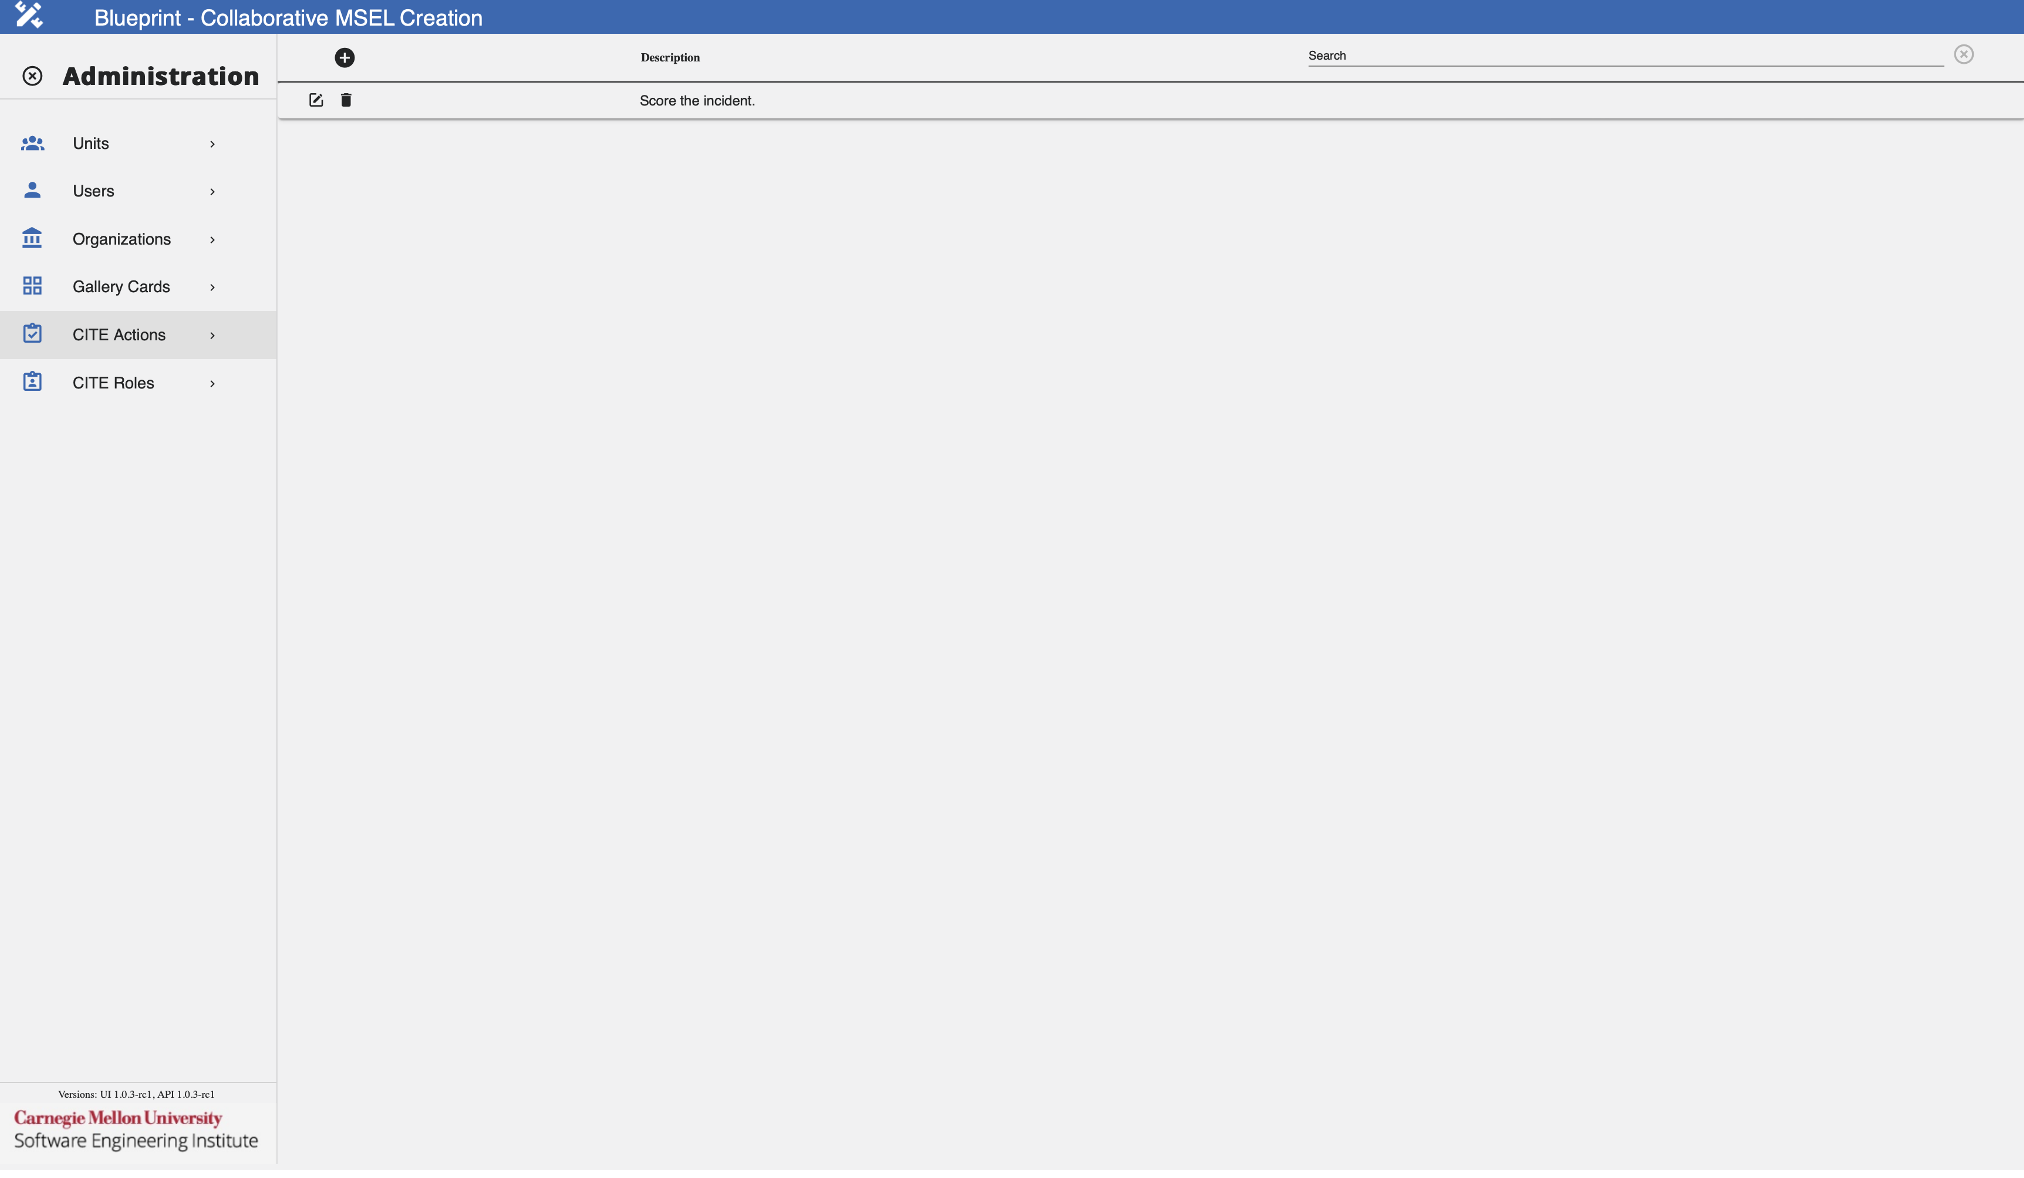 Blueprint - Collaborative MSEL Creation
Administration
Description
Search
Score the incident.
Units
Users
Organizations
Gallery Cards
CITE Actions
CITE Roles
Versions: UI 1.0.3-rc1, API 1.0.3-rc1
Carnegie Mellon University
Software Engineering Institute